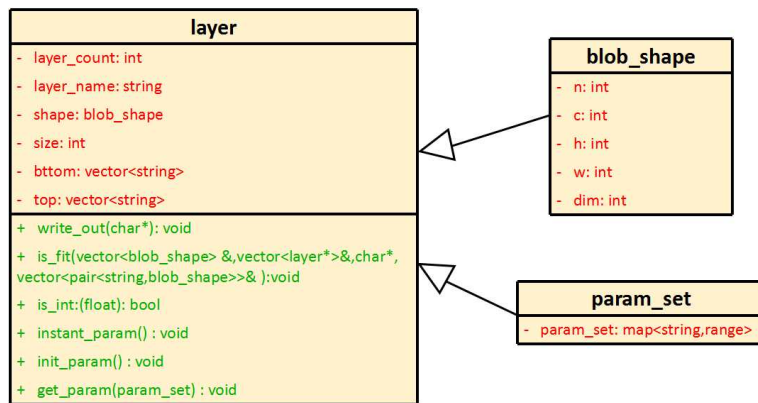 layer
- layer_count: int
- layer_name: string
- shape: blob_shape
- size: int
- bttom: vector<string>
- top: vector<string>
+ write_out(char*): void
+ is_fit(vector<blob_shape> &,vector<layer*>&,char*,
vector<pair<string,blob_shape>>& ):void
+ is_int:(float): bool
+ instant_param() : void
+ init_param() : void
+ get_param(param_set) : void
blob_shape
- n: int
- c: int
- h: int
- w: int
- dim: int
param_set
- param_set: map<string,range>